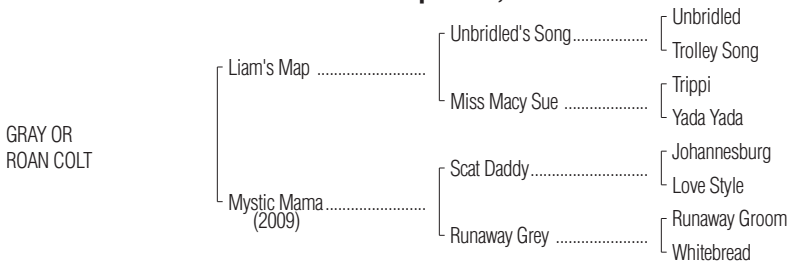 Unbridled
Unbridled's Song..................
Trolley Song
Liam's Map ..........................
Trippi
Miss Macy Sue ....................
Yada Yada
GRAY OR
ROAN COLT
Johannesburg
Scat Daddy............................
Love Style
Mystic Mama........................
(2009)
Runaway Groom
Runaway Grey ......................
Whitebread